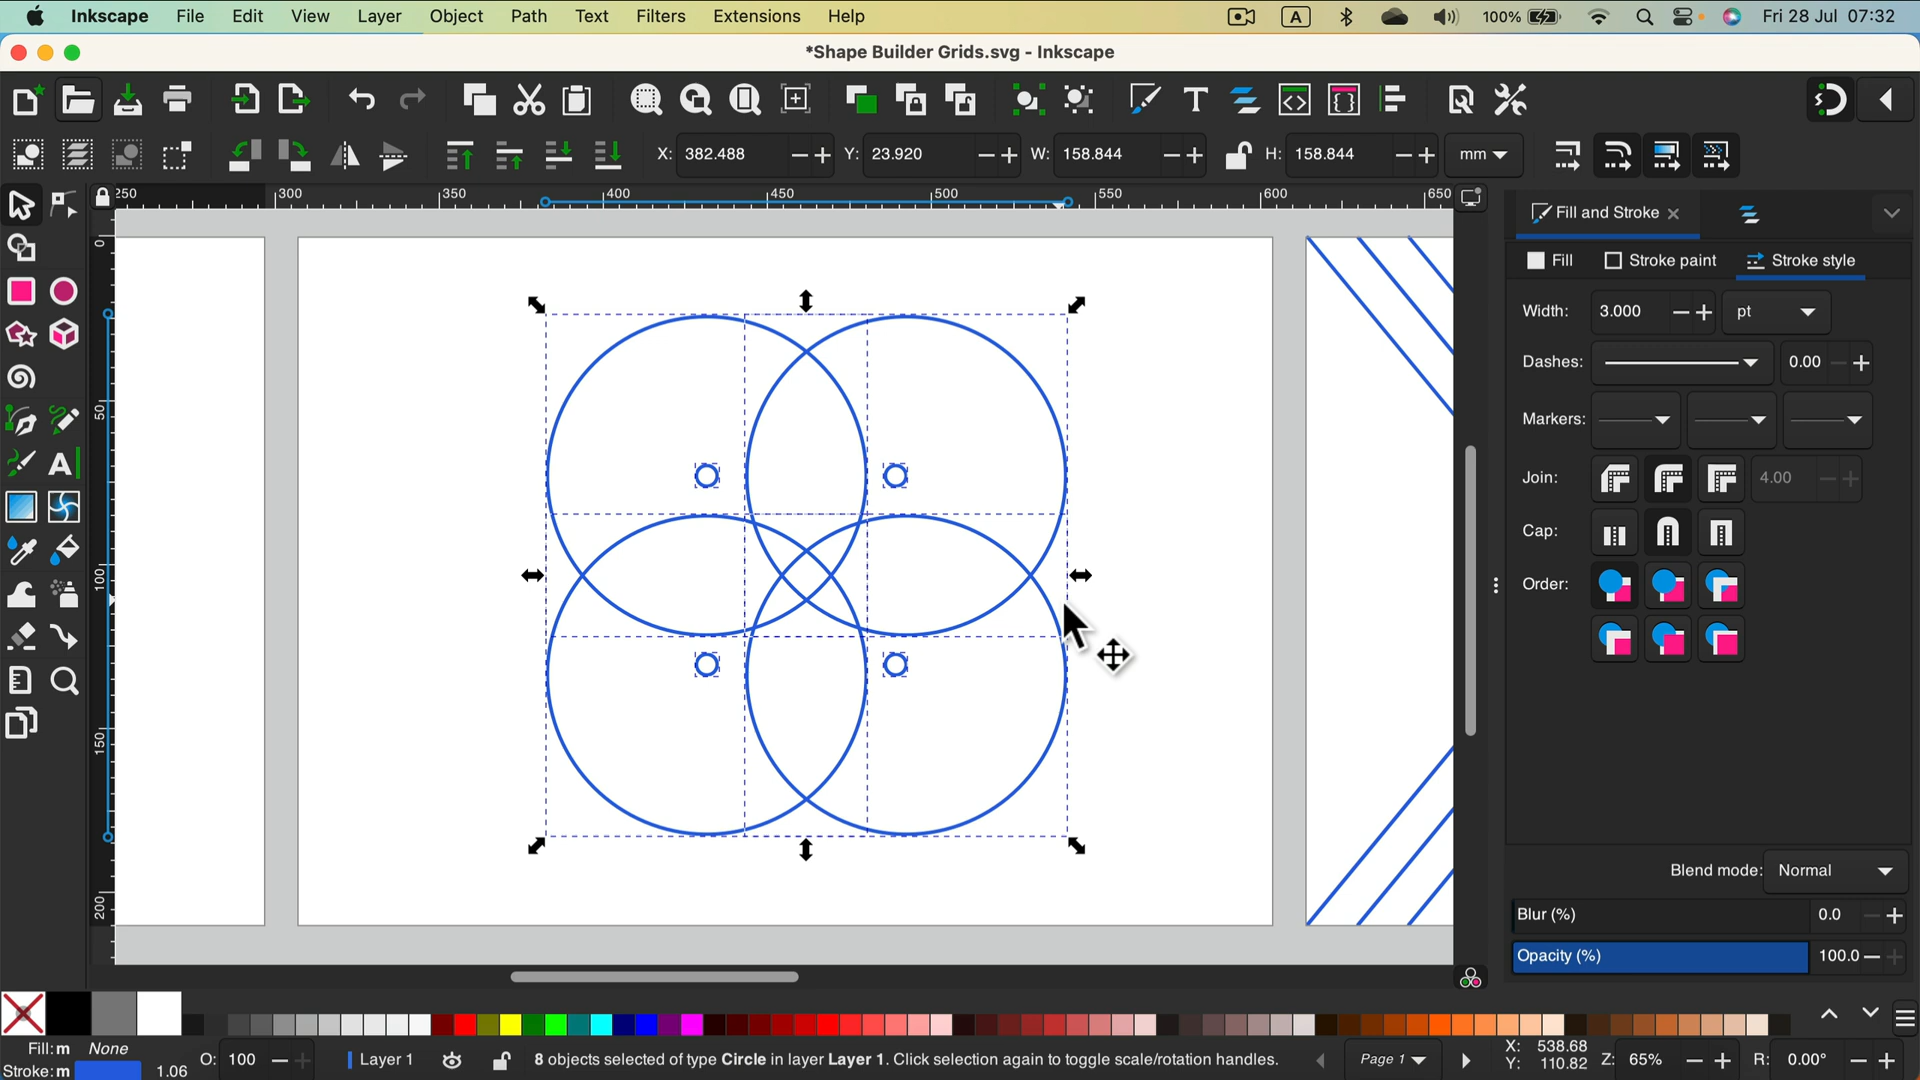 Inkscape File Edit View Layer Object Path Text Filters Extensions Help A 100% Fri 28 Jul 07:32
*Shape Builder Grids.svg - Inkscape
X: 382.488 Y: 23.920 W: 158.844 H: 158.844 mm
250 300 350 400 450 500 550 600 650
0
50
100
150
200
Fill and Stroke
Fill Stroke paint Stroke style
Width: 3.000 pt
Dashes: 0.00
Markers:
Join: 4.00
Cap:
Order:
Blend mode: Normal
Blur (%) 0.0
Opacity (%) 100.0
Fill:m None
Stroke:m 1.06
O: 100 Layer 1 8 objects selected of type Circle in layer Layer 1. Click selection again to toggle scale/rotation handles. Page 1
X: 538.68
Y: 110.82
Z: 65% R: 0.00°